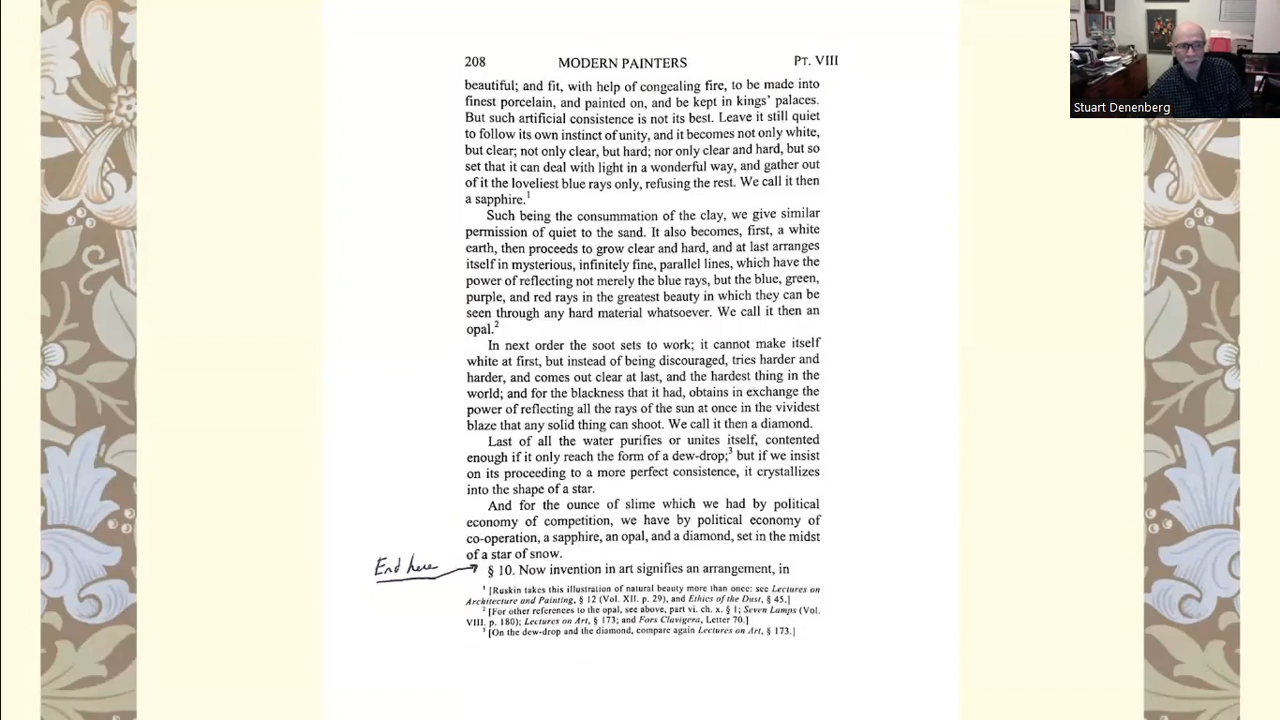 208 MODERN PAINTERS PT. VIII
beautiful; and fit, with help of congealing fire, to be made into
finest porcelain, and painted on, and be kept in kings' palaces.
But such artificial consistence is not its best. Leave it still quiet
to follow its own instinct of unity, and it becomes not only white,
but clear; not only clear, but hard; nor only clear and hard, but so
set that it can deal with light in a wonderful way, and gather out
of it the loveliest blue rays only, refusing the rest. We call it then
a sapphire.1
Such being the consummation of the clay, we give similar
permission of quiet to the sand. It also becomes, first, a white
earth, then proceeds to grow clear and hard, and at last arranges
itself in mysterious, infinitely fine, parallel lines, which have the
power of reflecting not merely the blue rays, but the blue, green,
purple, and red rays in the greatest beauty in which they can be
seen through any hard material whatsoever. We call it then an
opal.2
In next order the soot sets to work; it cannot make itself
white at first, but instead of being discouraged, tries harder and
harder, and comes out clear at last, and the hardest thing in the
world; and for the blackness that it had, obtains in exchange the
power of reflecting all the rays of the sun at once in the vividest
blaze that any solid thing can shoot. We call it then a diamond.
Last of all the water purifies or unites itself, contented
enough if it only reach the form of a dew-drop;3 but if we insist
on its proceeding to a more perfect consistence, it crystallizes
into the shape of a star.
And for the ounce of slime which we had by political
economy of competition, we have by political economy of
co-operation, a sapphire, an opal, and a diamond, set in the midst
of a star of snow.
End here
§ 10. Now invention in art signifies an arrangement, in
1 [Ruskin takes this illustration of natural beauty more than once: see Lectures on
Architecture and Painting, § 12 (Vol. XII. p. 29), and Ethics of the Dust, § 45.]
2 [For other references to the opal, see above, part vi. ch. x. § 1; Seven Lamps (Vol.
VIII. p. 180); Lectures on Art, § 173; and Fors Clavigera, Letter 70.]
3 [On the dew-drop and the diamond, compare again Lectures on Art, § 173.]
Stuart Denenberg